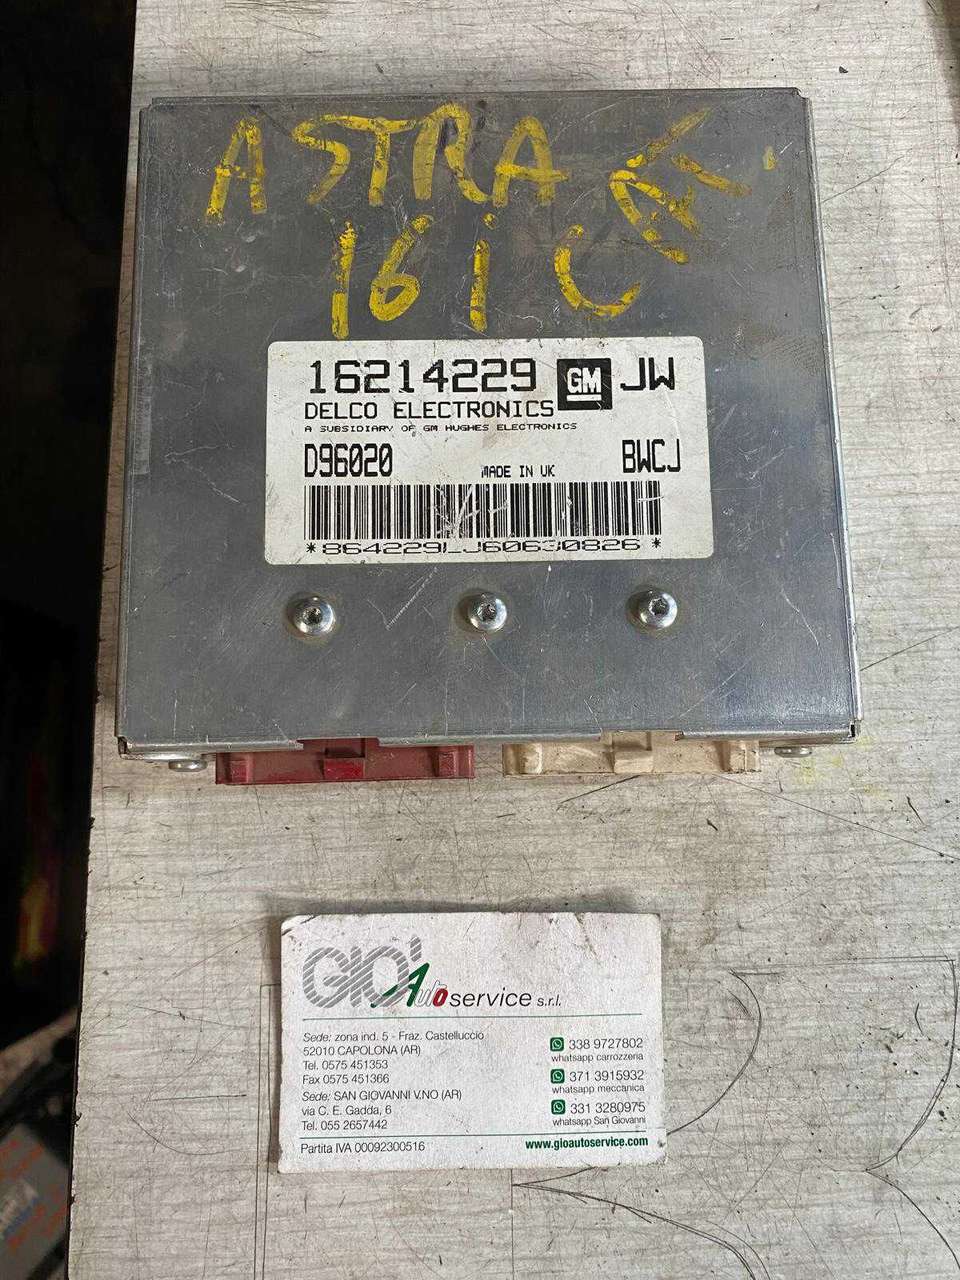 ASTRA
16 i C
16214229 GM JW
DELCO ELECTRONICS
A SUBSIDIARY OF GM HUGHES ELECTRONICS
D96020 MADE IN UK BWCJ
*864229LJ60630826*
GIO' Auto service s.r.l.
Sede: zona ind. 5 - Fraz. Castelluccio
52010 CAPOLONA (AR)
Tel. 0575 451353
Fax 0575 451366
Sede: SAN GIOVANNI V.NO (AR)
via C. E. Gadda, 6
Tel. 055 2657442
Partita IVA 00092300516
338 9727802
whatsapp carrozzeria
371 3915932
whatsapp meccanica
331 3280975
whatsapp San Giovanni
www.gioautoservice.com